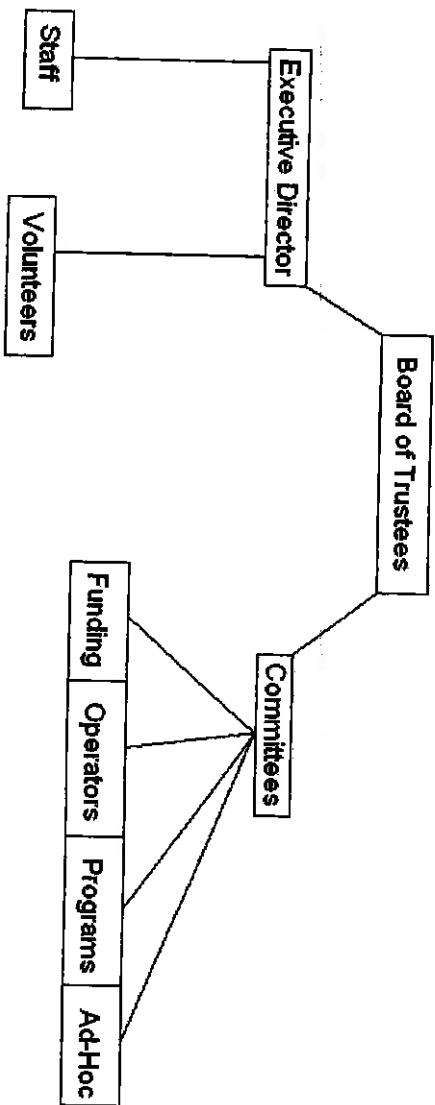 Board of Trustees
Executive Director
Committees
Staff
Volunteers
Funding
Operators
Programs
Ad-Hoc